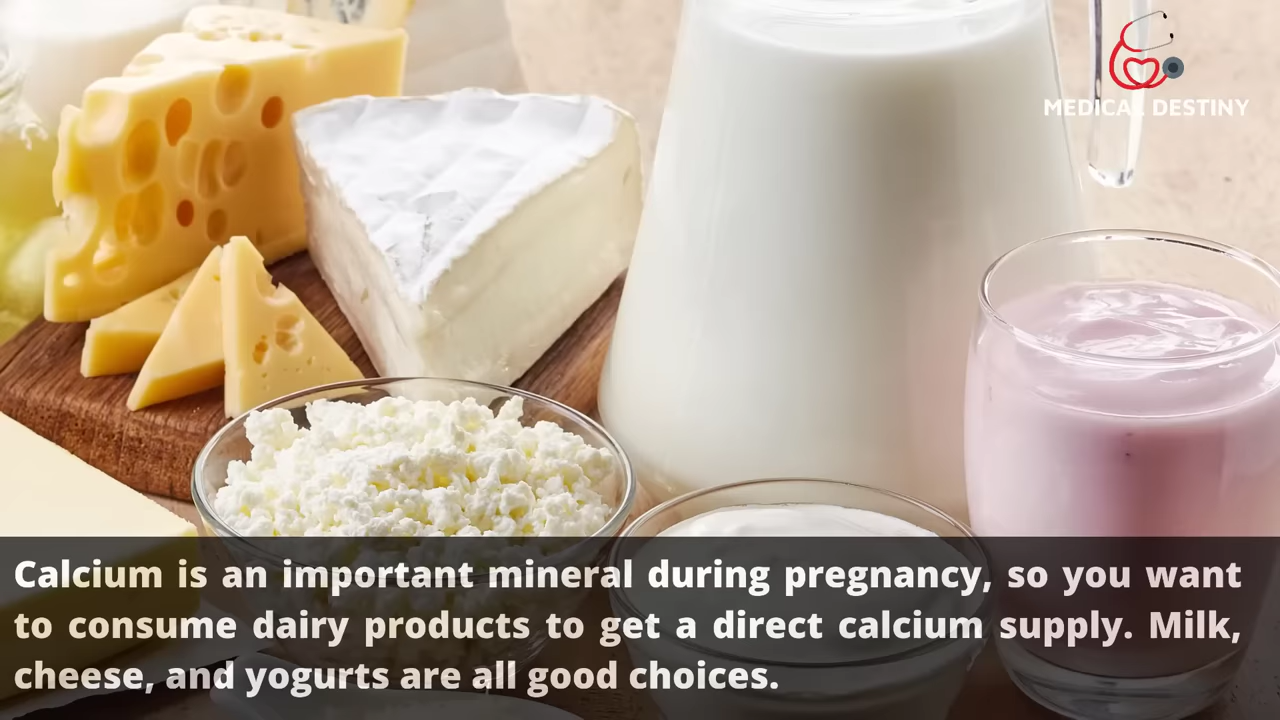 MEDICAL DESTINY
Calcium is an important mineral during pregnancy, so you want
to consume dairy products to get a direct calcium supply. Milk,
cheese, and yogurts are all good choices.